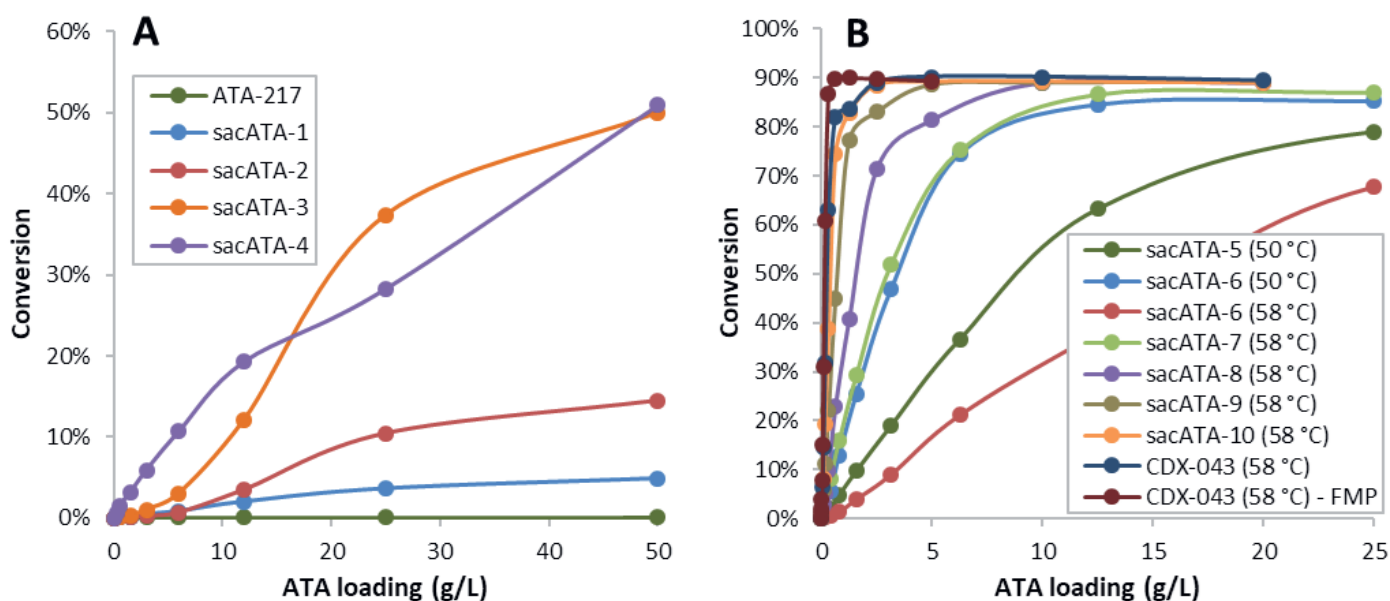 A
60%
50%
40%
30%
20%
10%
0%
Conversion
ATA-217
sacATA-1
sacATA-2
sacATA-3
sacATA-4
0
10
20
30
40
50
ATA loading (g/L)
B
100%
90%
80%
70%
60%
50%
40%
30%
20%
10%
0%
Conversion
sacATA-5 (50 °C)
sacATA-6 (50 °C)
sacATA-6 (58 °C)
sacATA-7 (58 °C)
sacATA-8 (58 °C)
sacATA-9 (58 °C)
sacATA-10 (58 °C)
CDX-043 (58 °C)
CDX-043 (58 °C) - FMP
0
5
10
15
20
25
ATA loading (g/L)